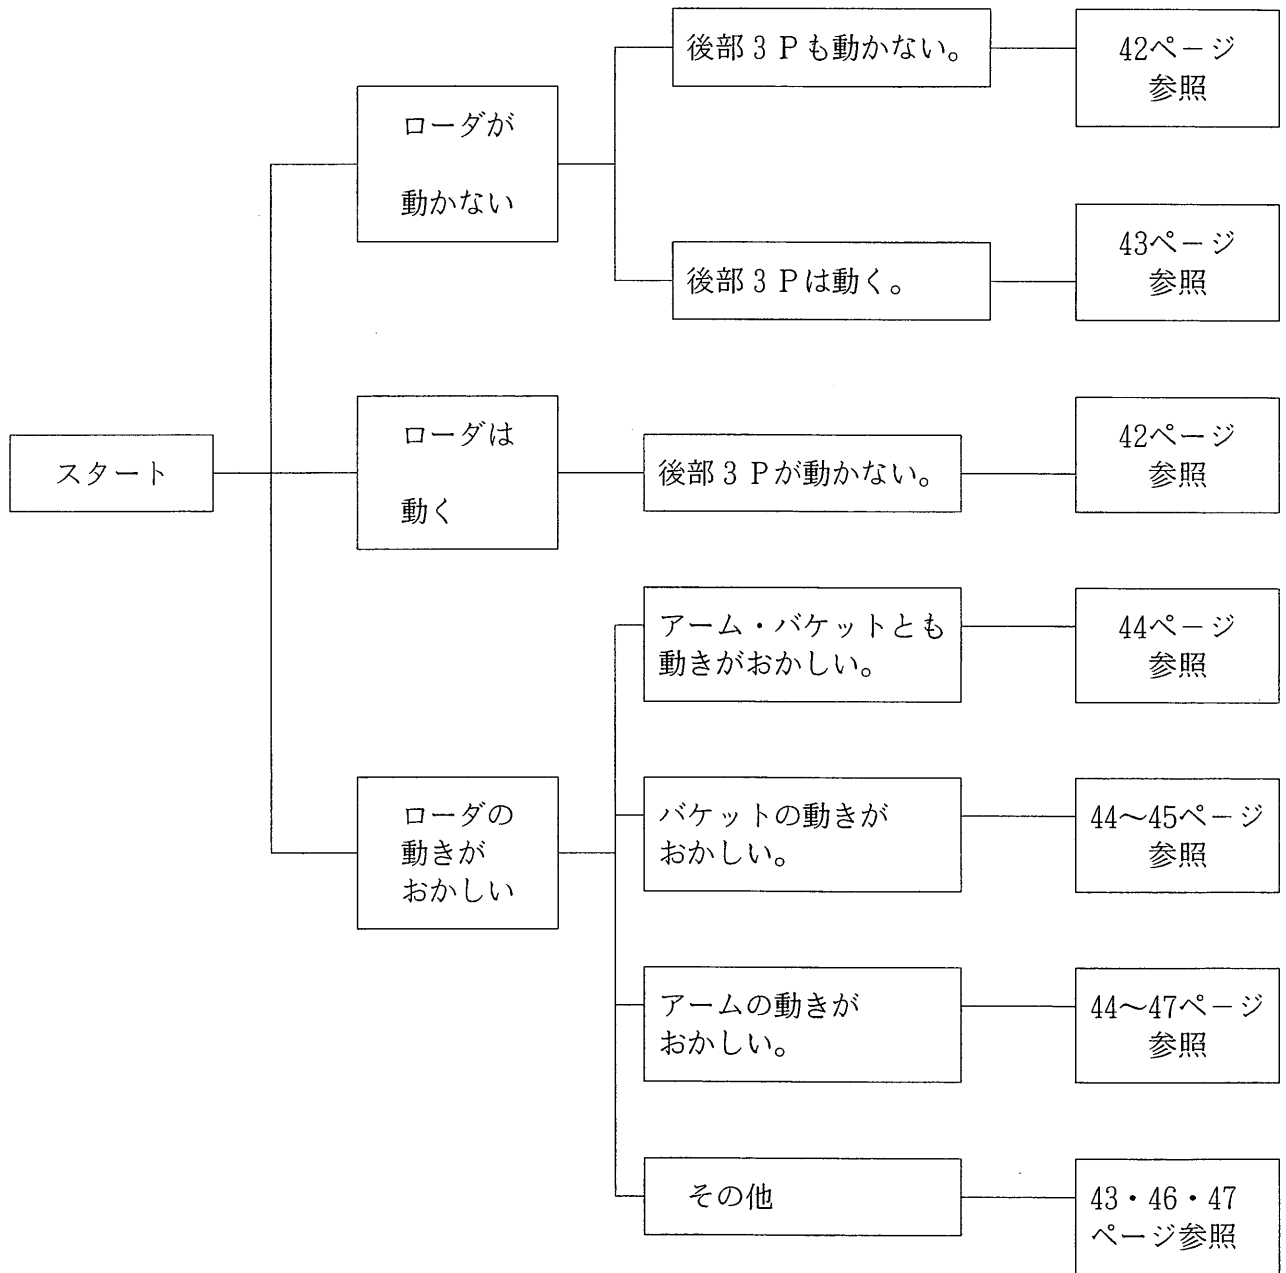 スタート
ローダが
動かない
後部3Pも動かない。
42ページ
参照
後部3Pは動く。
43ページ
参照
ローダは
動く
後部3Pが動かない。
42ページ
参照
ローダの
動きが
おかしい
アーム・バケットとも
動きがおかしい。
44ページ
参照
バケットの動きが
おかしい。
44〜45ページ
参照
アームの動きが
おかしい。
44〜47ページ
参照
その他
43・46・47
ページ参照